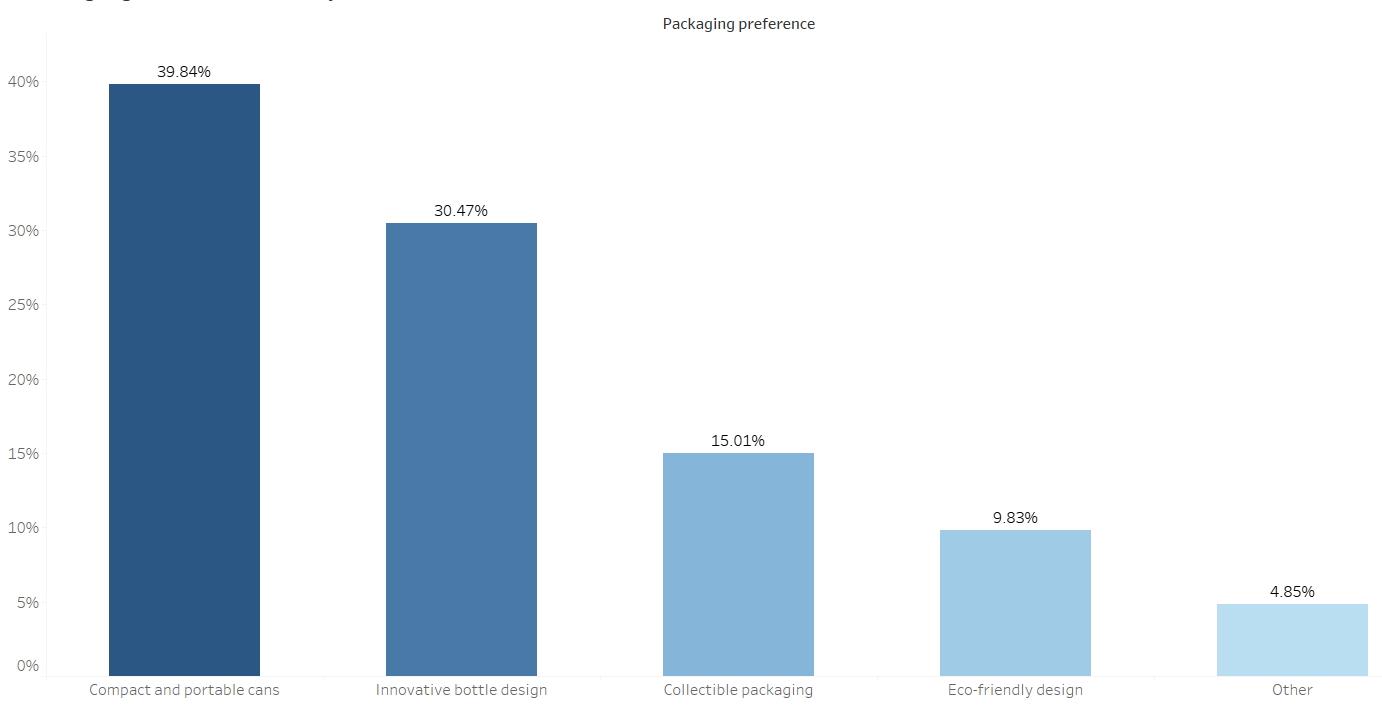 Packaging preference
39.84%
30.47%
15.01%
9.83%
4.85%
40%
35%
30%
25%
20%
15%
10%
5%
0%
Compact and portable cans
Innovative bottle design
Collectible packaging
Eco-friendly design
Other